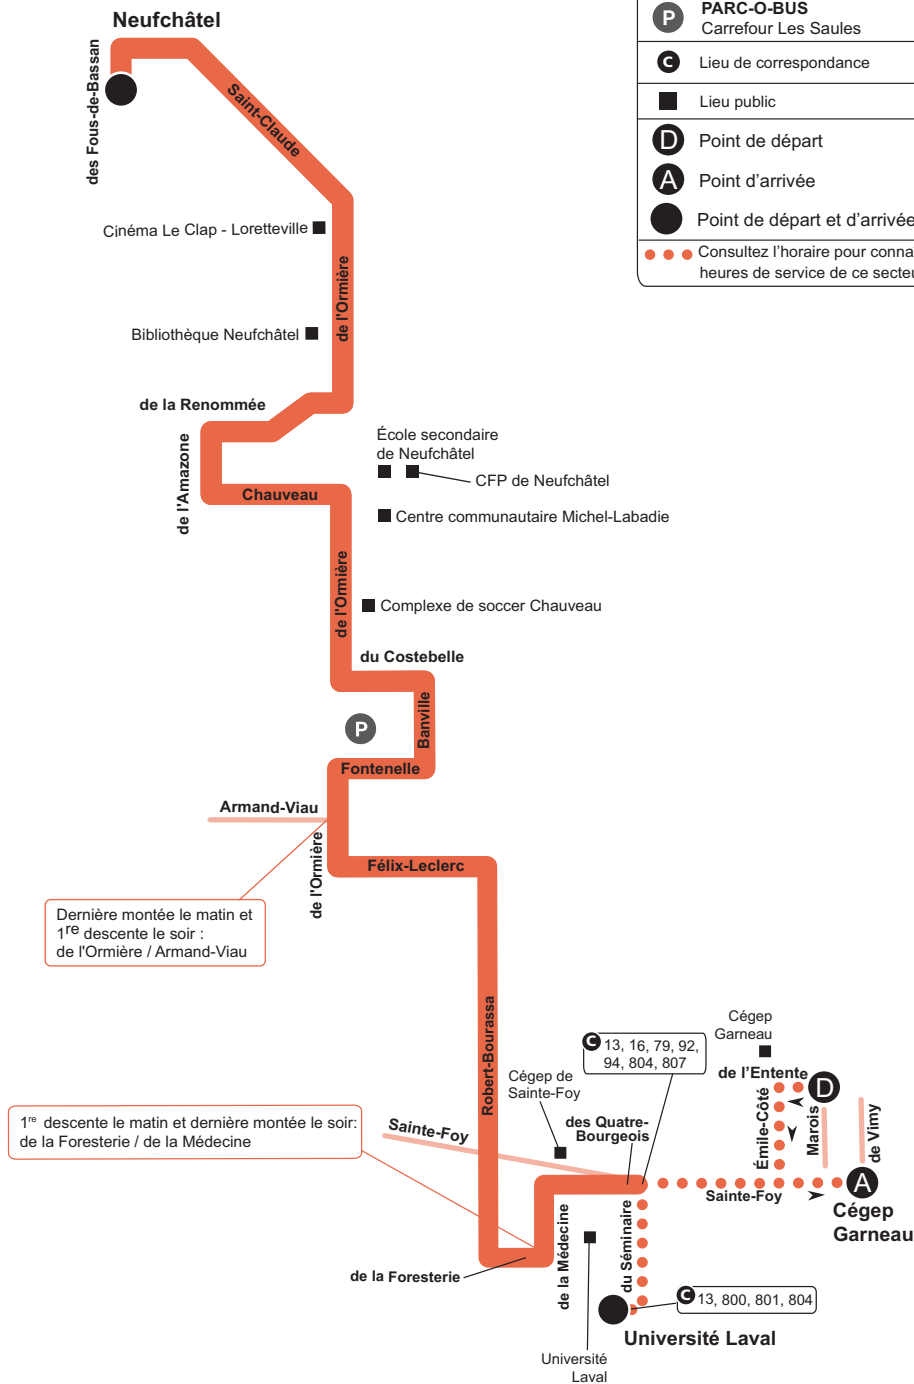 Neufchâtel
PARC-O-BUS
Carrefour Les Saules
C Lieu de correspondance
Lieu public
D Point de départ
A Point d'arrivée
Point de départ et d'arrivée
Consultez l'horaire pour connaî
heures de service de ce secteu
P
des Fous-de-Bassan
Saint-Claude
Cinéma Le Clap - Loretteville
de l'Ormière
Bibliothèque Neufchâtel
de la Renommée
de l'Amazone
École secondaire
de Neufchâtel
CFP de Neufchâtel
Chauveau
Centre communautaire Michel-Labadie
de l'Ormière
Complexe de soccer Chauveau
du Costebelle
Banville
P
Fontenelle
Armand-Viau
de l'Ormière
Félix-Leclerc
Dernière montée le matin et
1re descente le soir :
de l'Ormière / Armand-Viau
Robert-Bourassa
C 13, 16, 79, 92,
94, 804, 807
Cégep
Garneau
de l'Entente
D
Cégep de
Sainte-Foy
des Quatre-
Bourgeois
Émile-Côté
Marois
de Vimy
1re descente le matin et dernière montée le soir:
de la Foresterie / de la Médecine
Sainte-Foy
Sainte-Foy
A
Cégep
Garneau
de la Médecine
du Séminaire
de la Foresterie
C 13, 800, 801, 804
Université Laval
Université
Laval